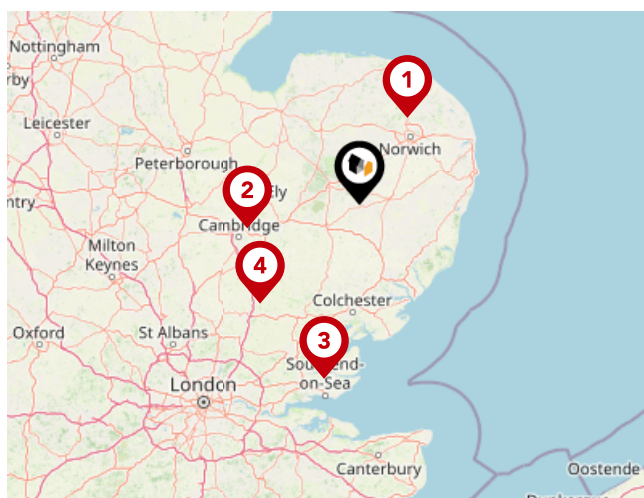 Nottingham
rby
1
Leicester
Norwich
Peterborough
2
Ely
ntry
Cambridge
Milton
Keynes
4
Colchester
Oxford
St Albans
3
Southend-
on-Sea
London
Canterbury
Oostende